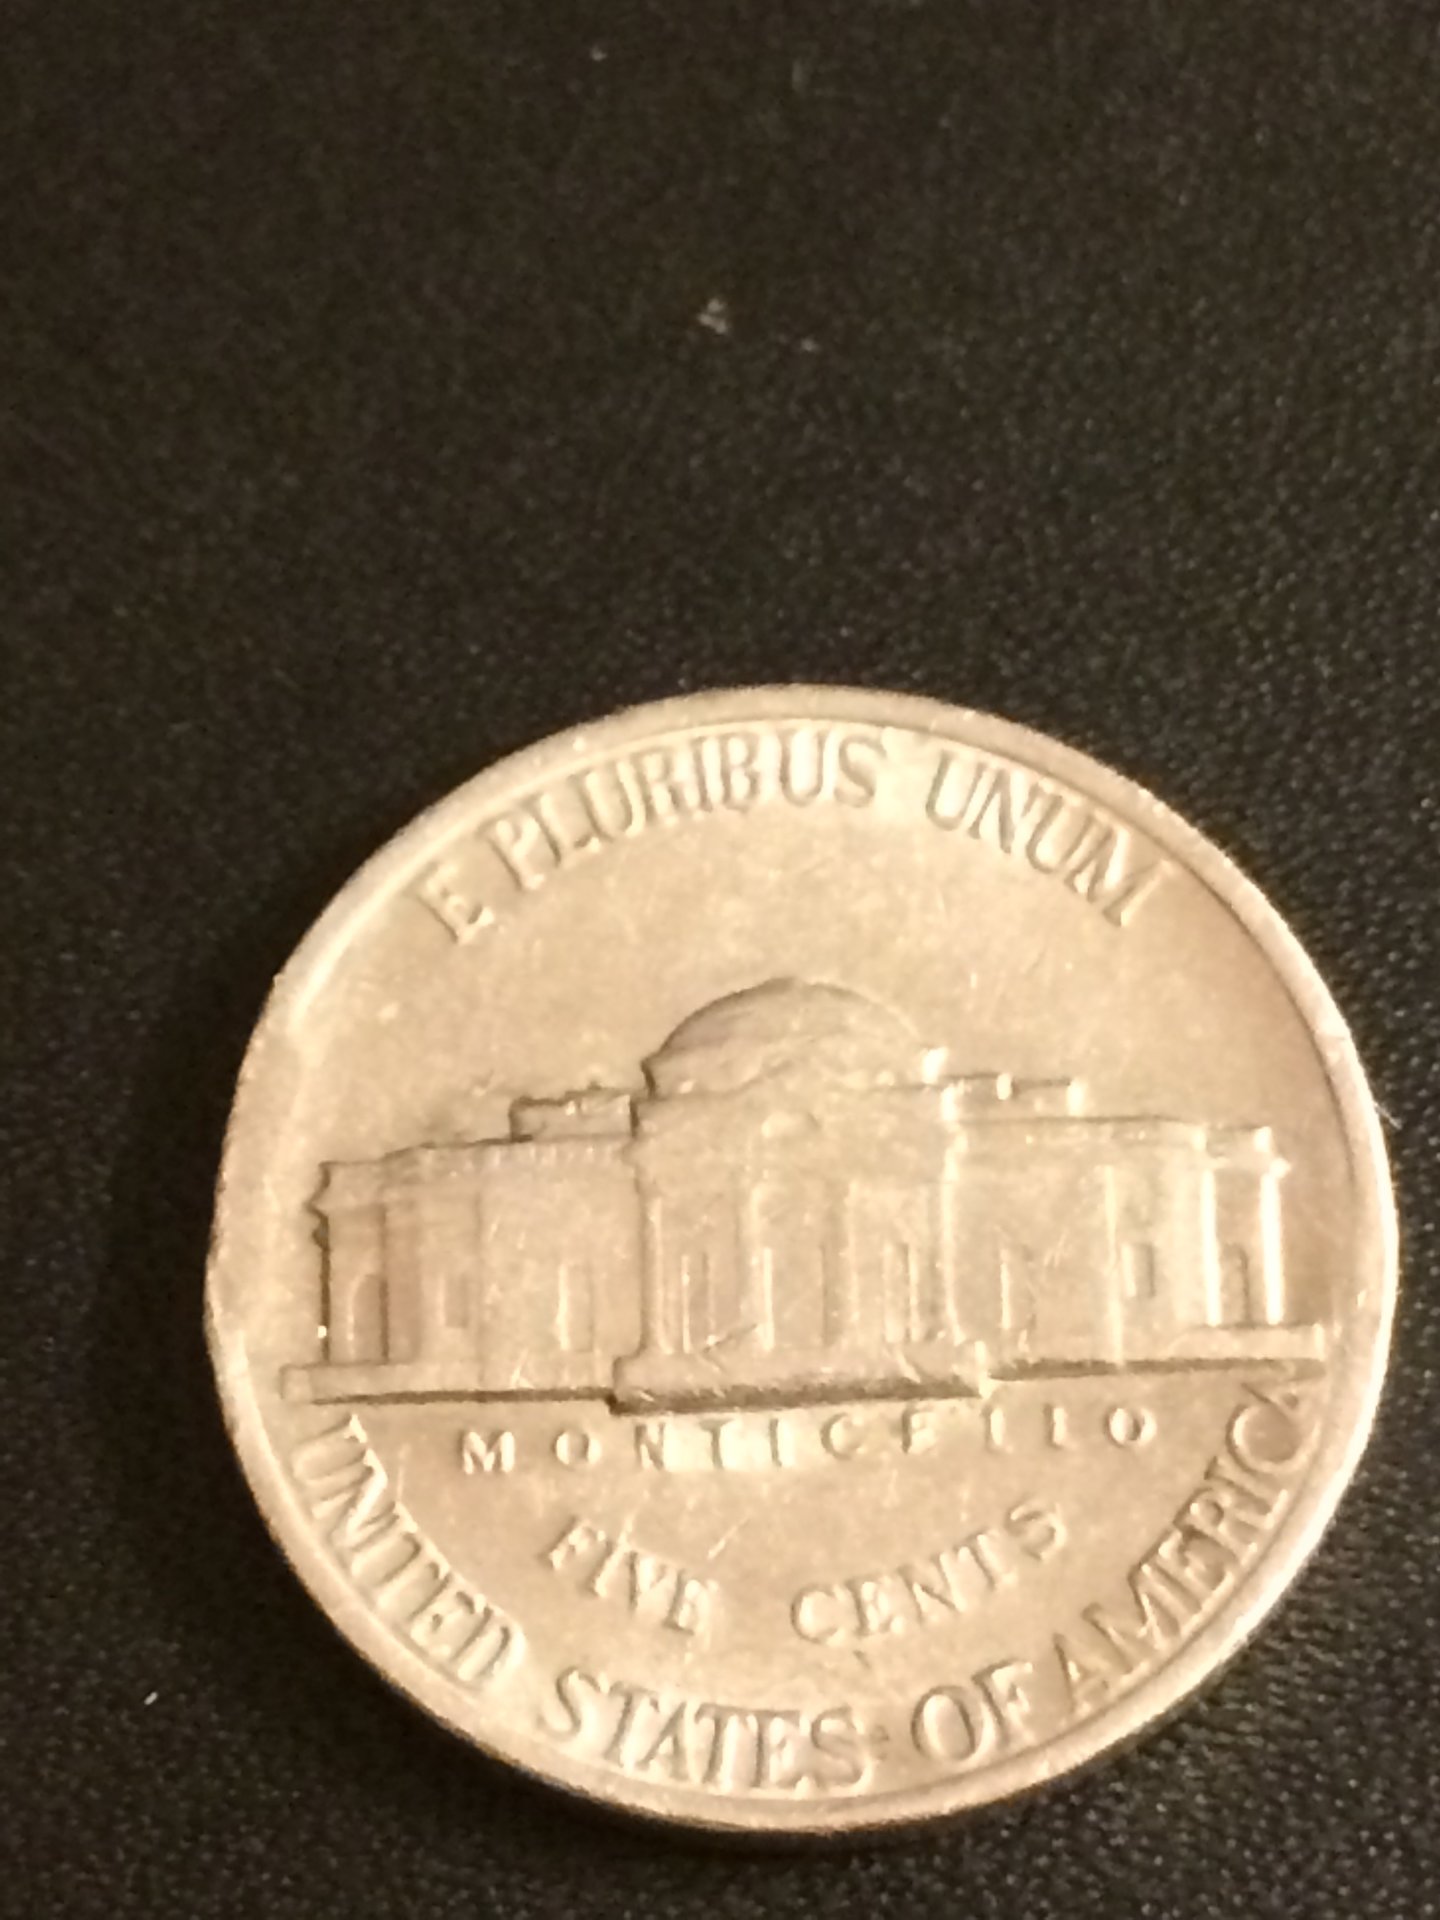 E PLURIBUS UNUM
MONTICELLO
FIVE CENTS
UNITED STATES OF AMERICA